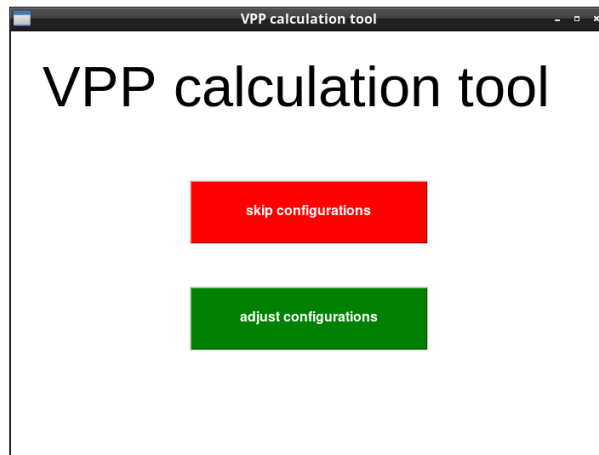 VPP calculation tool
VPP calculation tool
skip configurations
adjust configurations